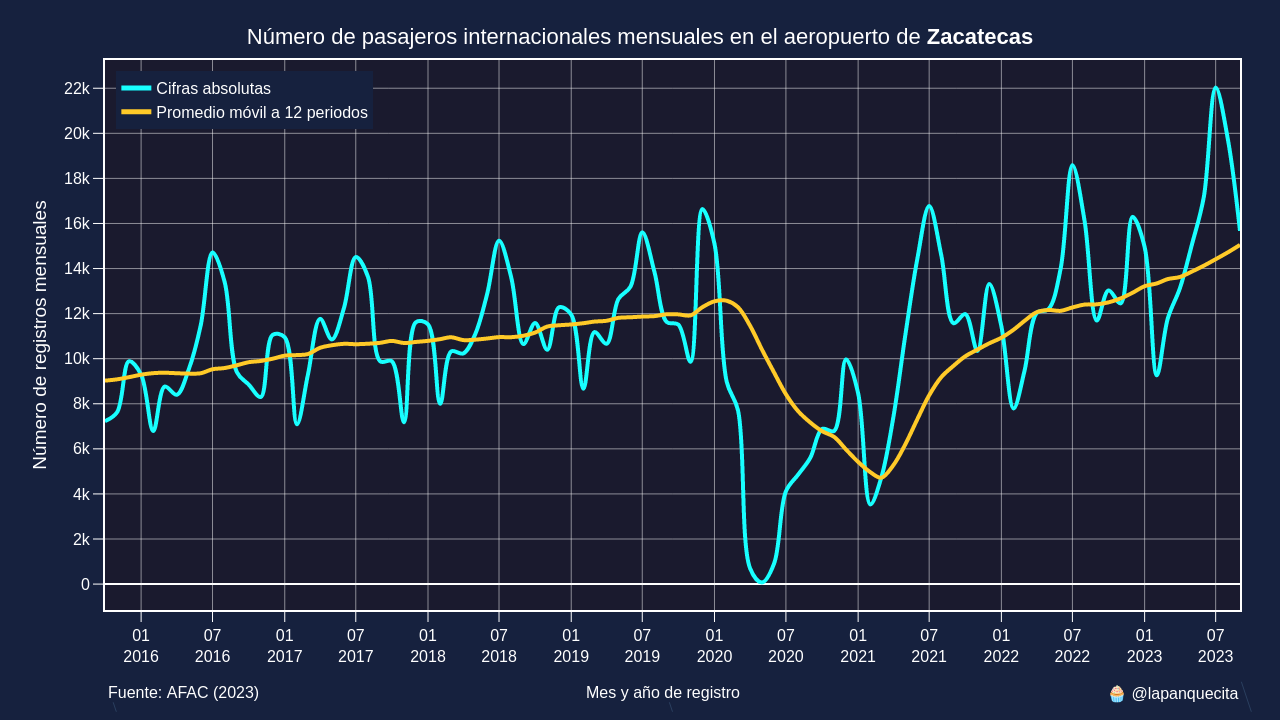 Número de pasajeros internacionales mensuales en el aeropuerto de Zacatecas
Cifras absolutas
Promedio móvil a 12 periodos
Número de registros mensuales
22k
20k
18k
16k
14k
12k
10k
8k
6k
4k
2k
0
01 07 01 07 01 07 01 07 01 07 01 07 01 07 01 07
2016 2016 2017 2017 2018 2018 2019 2019 2020 2020 2021 2021 2022 2022 2023 2023
Fuente: AFAC (2023) Mes y año de registro 🧁 @lapanquecita